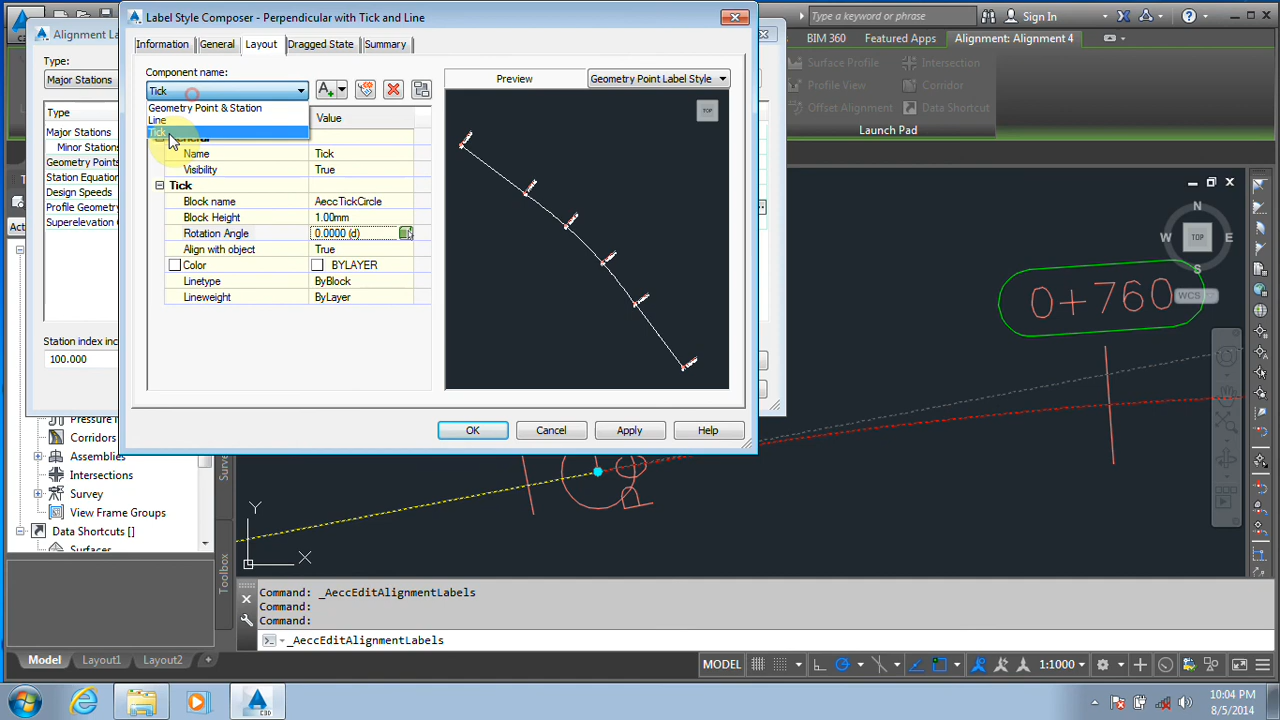 Label Style Composer - Perpendicular with Tick and Line
Type a keyword or phrase
Sign In
Alignment La
Information
General
Layout
Dragged State
Summary
BIM 360
Featured Apps
Alignment: Alignment 4
Type:
Major Stations
Component name:
Tick
Preview
Geometry Point Label Style
Surface Profile
Intersection
Profile View
Corridor
Offset Alignment
Data Shortcut
Launch Pad
Geometry Point & Station
Line
Tick
Type
Value
General
Major Stations
Minor Stations
Geometry Points
Station Equation
Design Speeds
Profile Geometry
Superelevation C
Name
Tick
Visibility
True
Tick
Block name
AeccTickCircle
Block Height
1.00mm
Rotation Angle
0.0000 (d)
Align with object
True
Color
BYLAYER
Linetype
ByBlock
Lineweight
ByLayer
TOP
N
W
TOP
E
S
WCS
0+760
Act
Station index inc
100.000
OK
Cancel
Apply
Help
Pressure N
Corridors
Assemblies
Intersections
Survey
View Frame Groups
Data Shortcuts []
Surfaces
Surv
Toolbox
Y
X
Command: _AeccEditAlignmentLabels
Command:
Command:
_AeccEditAlignmentLabels
Model
Layout1
Layout2
+
MODEL
1:1000
C3D
10:04 PM
8/5/2014